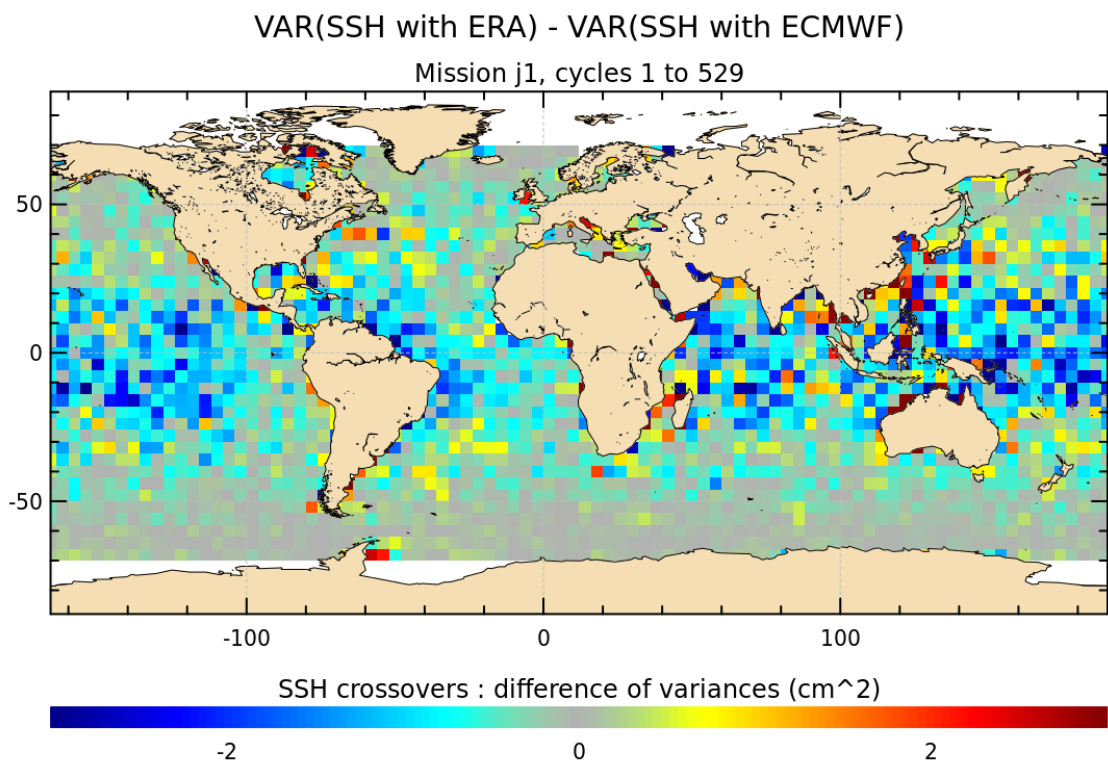 VAR(SSH with ERA) - VAR(SSH with ECMWF)
Mission j1, cycles 1 to 529
50
0
-50
-100 0 100
SSH crossovers : difference of variances (cm^2)
-2 0 2